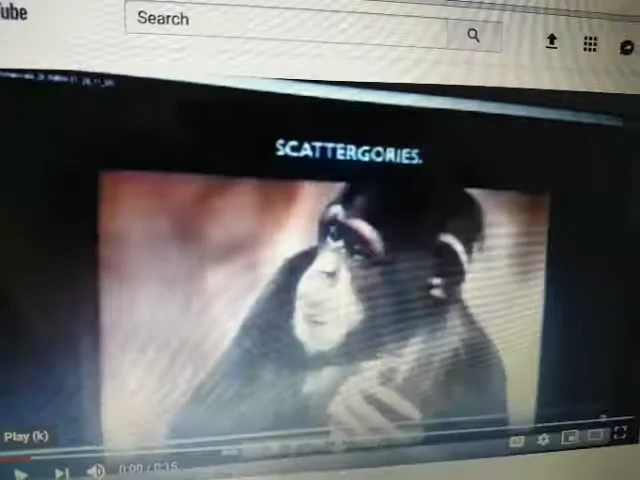 ube
Search
SCATTERGORIES.
Play (k)
0:00 / 0:15